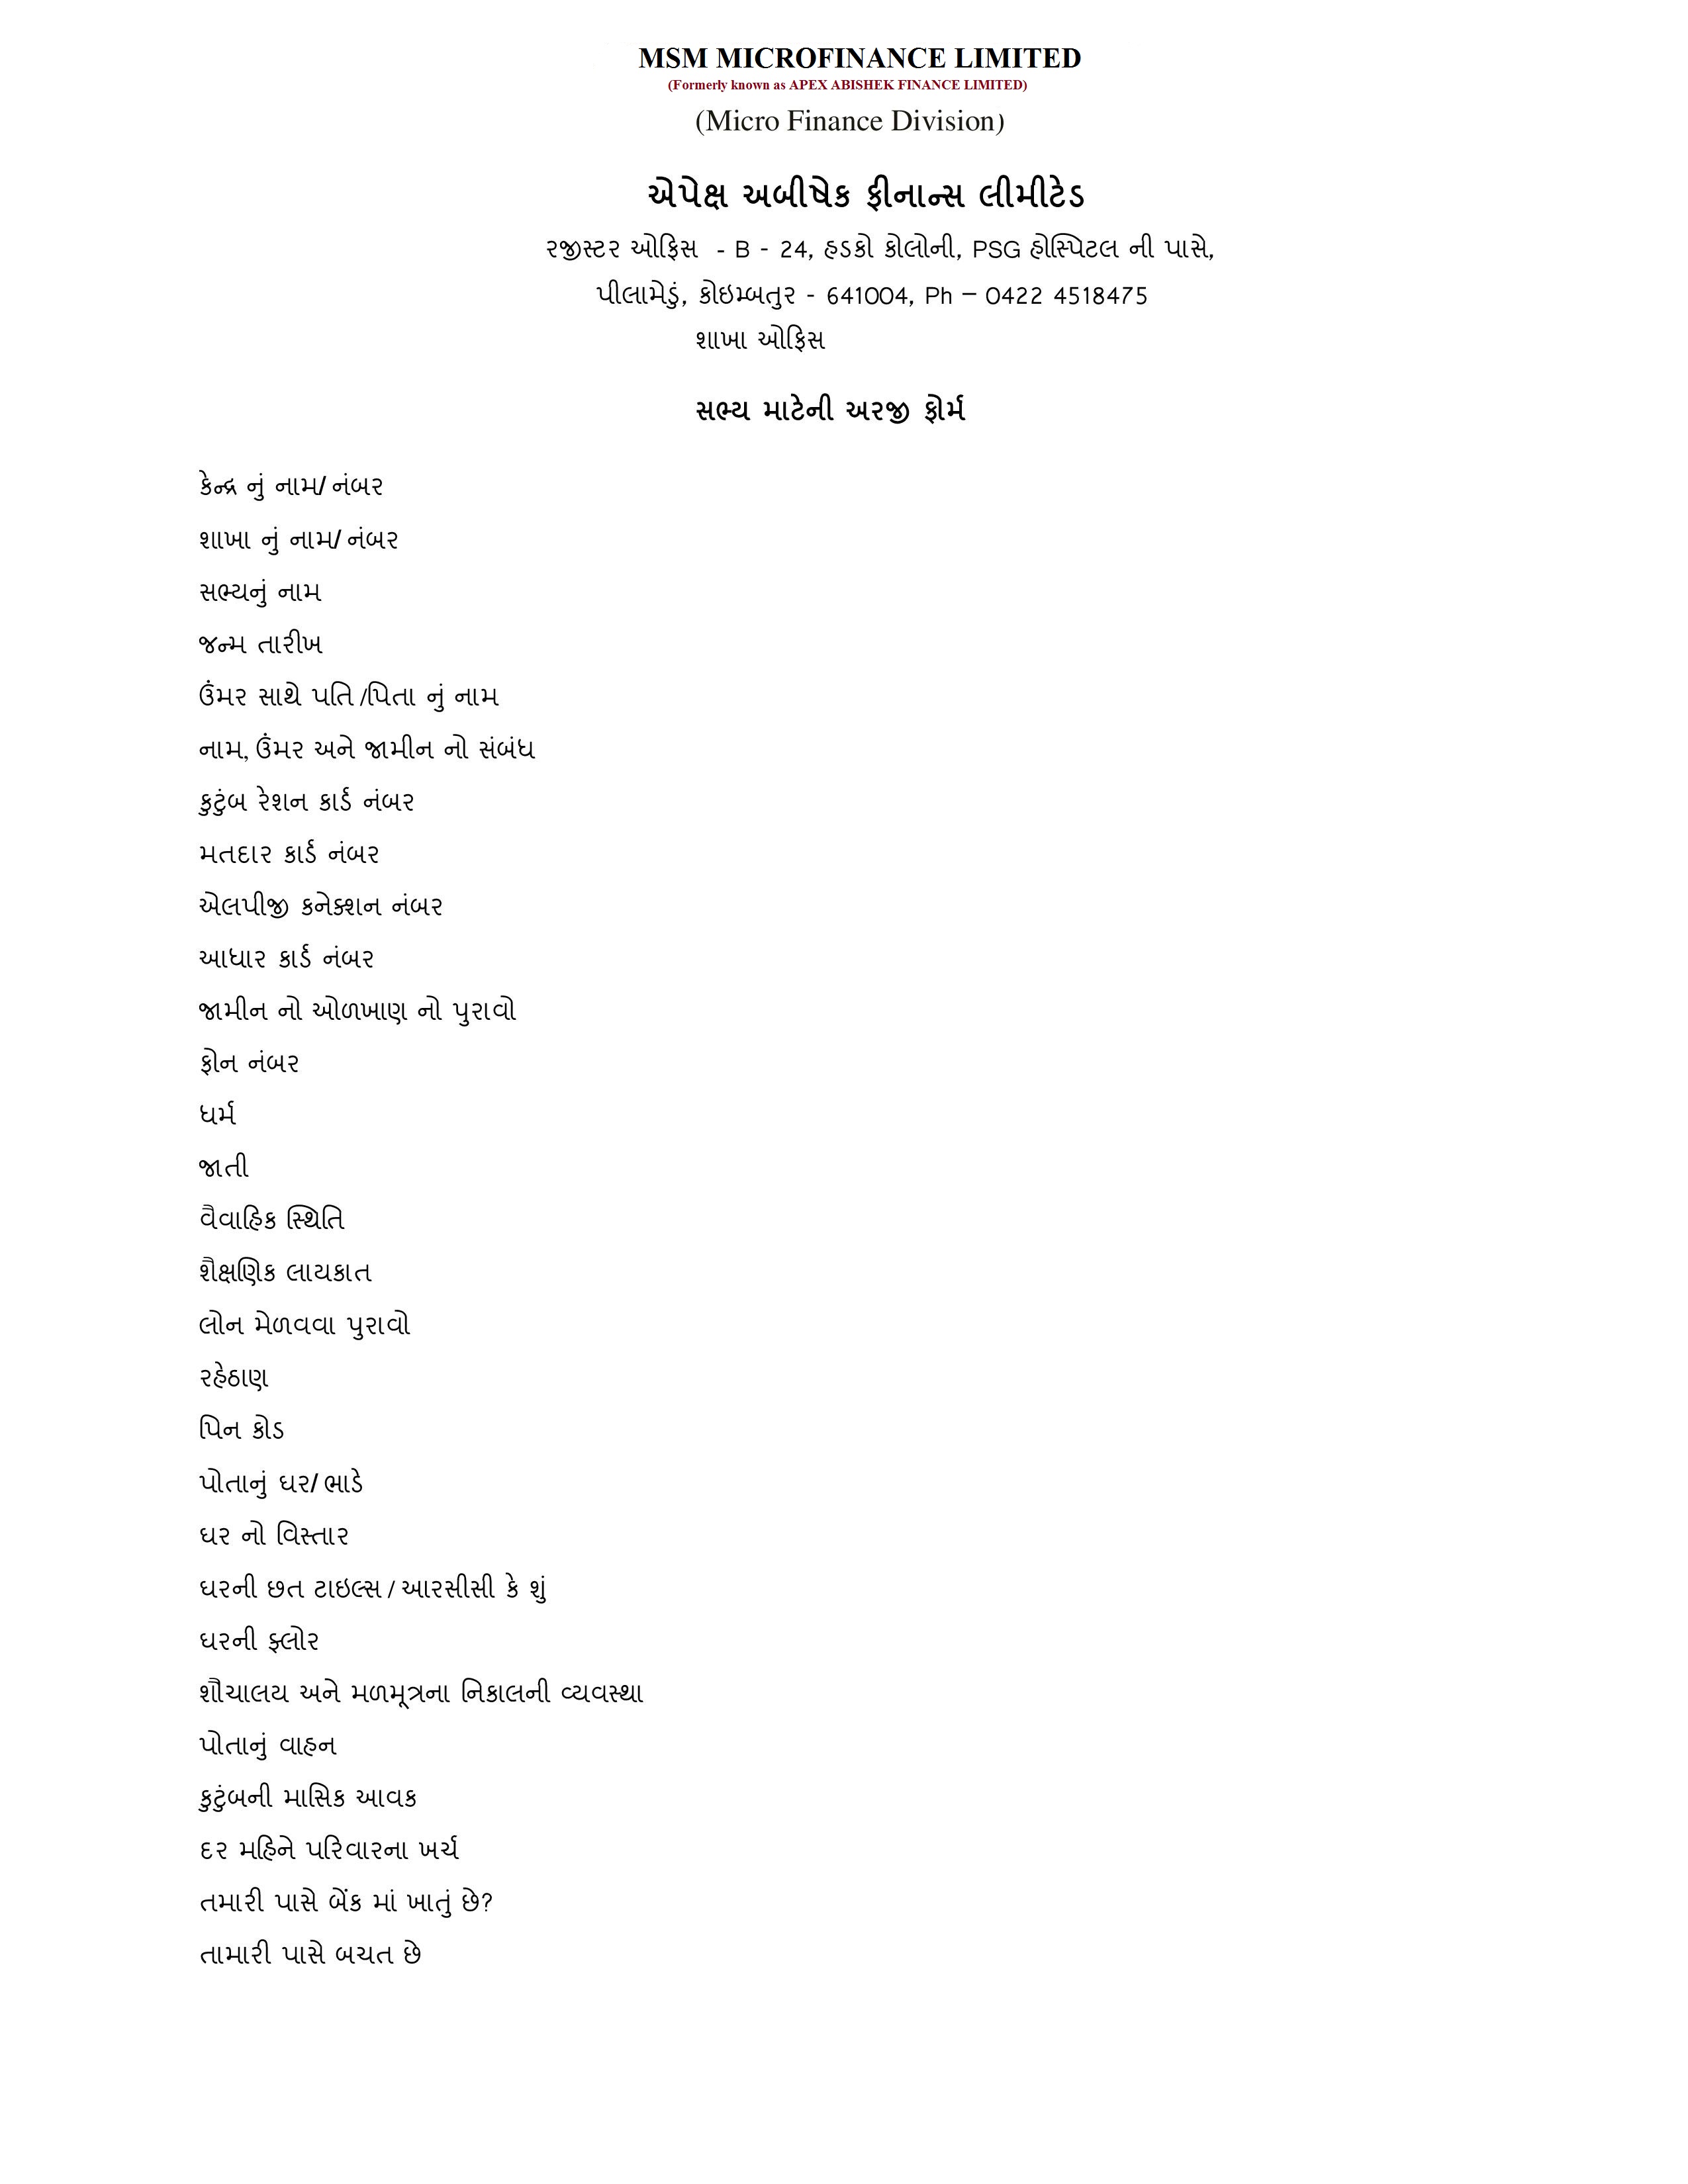 MSM MICROFINANCE LIMITED
(Formerly known as APEX ABISHEK FINANCE LIMITED)
(Micro Finance Division)
એપેક્ષ અબીષેક ફીનાન્સ લીમીટેડ
રજીસ્ટર ઓફિસ - B - 24, હડકો કોલોની, PSG હોસ્પિટલ ની પાસે,
પીલામેડું, કોઇમ્બતુર - 641004, Ph – 0422 4518475
શાખા ઓફિસ
સભ્ય માટેની અરજી ફોર્મ
કેન્દ્ર નું નામ/ નંબર
શાખા નું નામ/ નંબર
સભ્યનું નામ
જન્મ તારીખ
ઉંમર સાથે પતિ /પિતા નું નામ
નામ, ઉંમર અને જામીન નો સંબંધ
કુટુંબ રેશન કાર્ડ નંબર
મતદાર કાર્ડ નંબર
એલપીજી કનેક્શન નંબર
આધાર કાર્ડ નંબર
જામીન નો ઓળખાણ નો પુરાવો
ફોન નંબર
ધર્મ
જાતી
વૈવાહિક સ્થિતિ
શૈક્ષણિક લાયકાત
લોન મેળવવા પુરાવો
રહેઠાણ
પિન કોડ
પોતાનું ઘર/ ભાડે
ઘર નો વિસ્તાર
ઘરની છત ટાઇલ્સ / આરસીસી કે શું
ઘરની ફ્લોર
શૌચાલય અને મળમૂત્રના નિકાલની વ્યવસ્થા
પોતાનું વાહન
કુટુંબની માસિક આવક
દર મહિને પરિવારના ખર્ચ
તમારી પાસે બેંક માં ખાતું છે?
તામારી પાસે બચત છે